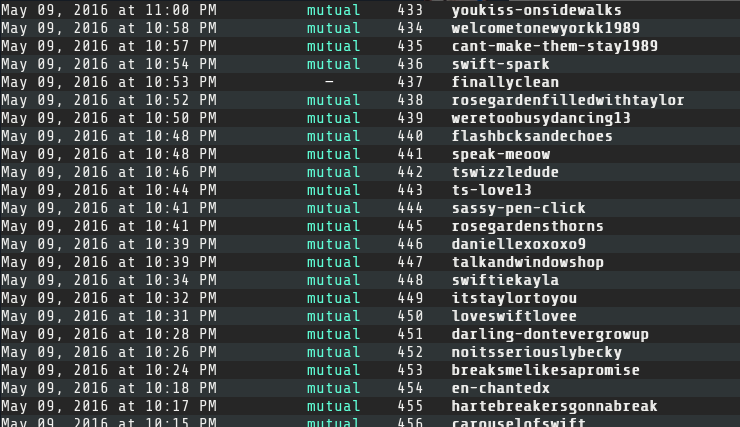 May 09, 2016 at 11:00 PM mutual 433 youkiss-onsidewalks
May 09, 2016 at 10:58 PM mutual 434 welcometonewyorkk1989
May 09, 2016 at 10:57 PM mutual 435 cant-make-them-stay1989
May 09, 2016 at 10:54 PM mutual 436 swift-spark
May 09, 2016 at 10:53 PM – 437 finallyclean
May 09, 2016 at 10:52 PM mutual 438 rosegardenfilledwithtaylor
May 09, 2016 at 10:50 PM mutual 439 weretoobusydancing13
May 09, 2016 at 10:48 PM mutual 440 flashbcksandechoes
May 09, 2016 at 10:48 PM mutual 441 speak-meoow
May 09, 2016 at 10:46 PM mutual 442 tswizzledude
May 09, 2016 at 10:44 PM mutual 443 ts-love13
May 09, 2016 at 10:41 PM mutual 444 sassy-pen-click
May 09, 2016 at 10:41 PM mutual 445 rosegardensthorns
May 09, 2016 at 10:39 PM mutual 446 daniellexoxoxo9
May 09, 2016 at 10:39 PM mutual 447 talkandwindowshop
May 09, 2016 at 10:34 PM mutual 448 swiftiekayla
May 09, 2016 at 10:32 PM mutual 449 itstaylortoyou
May 09, 2016 at 10:31 PM mutual 450 loveswiftlovee
May 09, 2016 at 10:28 PM mutual 451 darling-dontevergrowup
May 09, 2016 at 10:26 PM mutual 452 noitsseriouslybecky
May 09, 2016 at 10:24 PM mutual 453 breaksmelikesapromise
May 09, 2016 at 10:18 PM mutual 454 en-chantedx
May 09, 2016 at 10:17 PM mutual 455 hartebreakersgonnabreak
May 09, 2016 at 10:15 PM mutual 456 carouselofswift